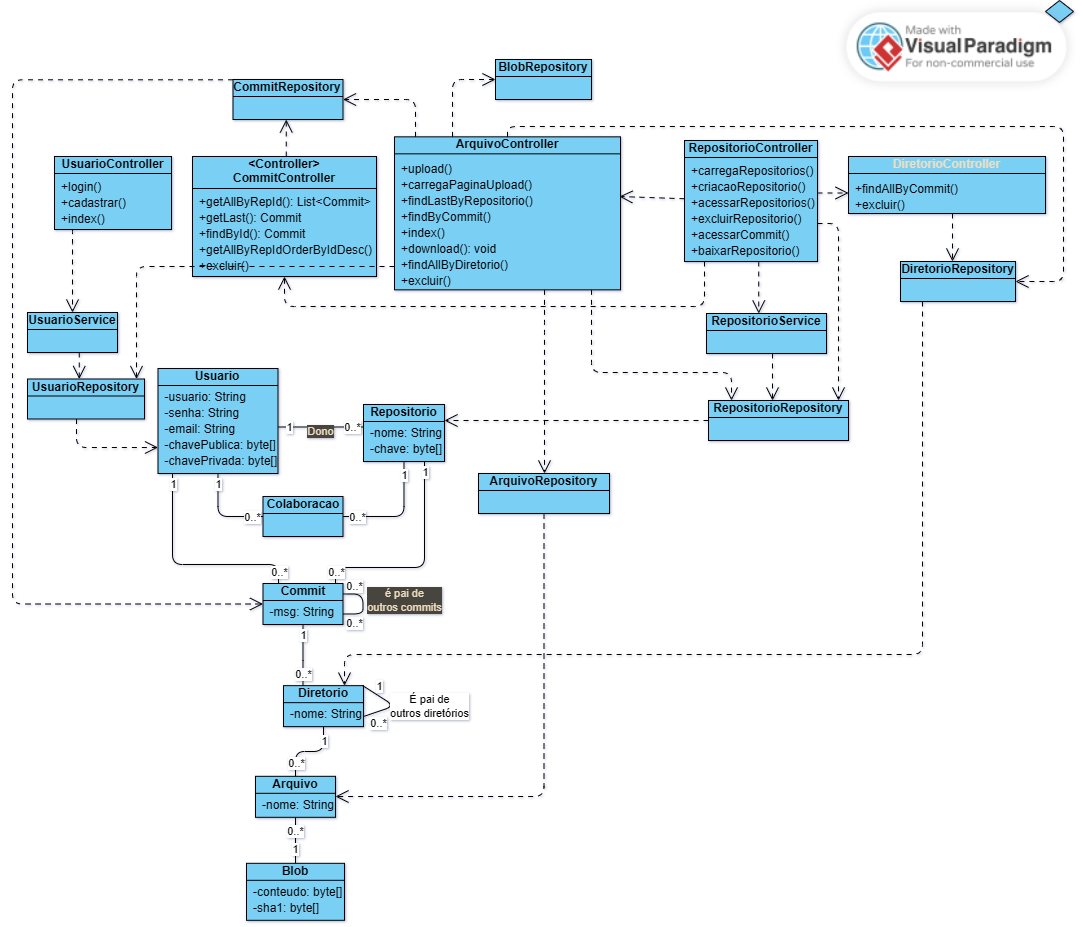 Made with
Visual Paradigm
For non-commercial use
BlobRepository
CommitRepository
UsuarioController
+login()
+cadastrar()
+index()
<Controller>
CommitController
+getAllByRepId(): List<Commit>
+getLast(): Commit
+findById(): Commit
+getAllByRepIdOrderByIdDesc()
+excluir()
ArquivoController
+upload()
+carregaPaginaUpload()
+findLastByRepositorio()
+findByCommit()
+index()
+download(): void
+findAllByDiretorio()
+excluir()
RepositorioController
+carregaRepositorios()
+criacaoRepositorio()
+acessarRepositorios()
+excluirRepositorio()
+acessarCommit()
+baixarRepositorio()
DiretorioController
+findAllByCommit()
+excluir()
DiretorioRepository
UsuarioService
RepositorioService
UsuarioRepository
Usuario
-usuario: String
-senha: String
-email: String
-chavePublica: byte[]
-chavePrivada: byte[]
1
Dono
0..*
Repositorio
-nome: String
-chave: byte[]
RepositorioRepository
ArquivoRepository
1
1
1
1
0..*
Colaboracao
0..*
0..*
0..*
Commit
-msg: String
0..*
é pai de
outros commits
0..*
1
0..*
Diretorio
-nome: String
1
É pai de
outros diretórios
0..*
1
0..*
Arquivo
-nome: String
0..*
1
Blob
-conteudo: byte[]
-sha1: byte[]